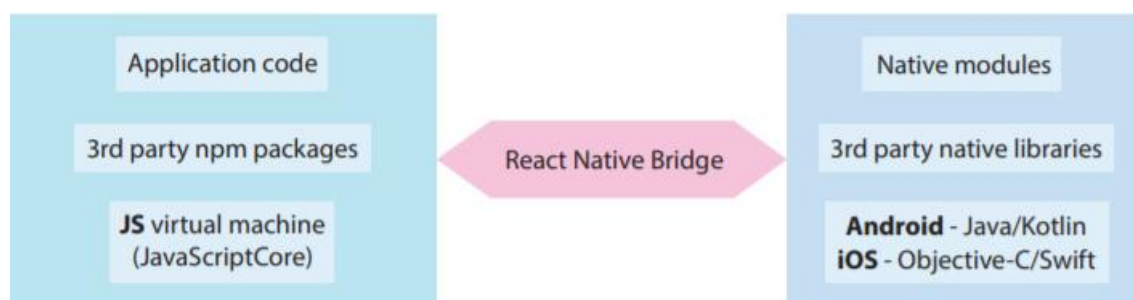 Application code
3rd party npm packages
JS virtual machine
(JavaScriptCore)
React Native Bridge
Native modules
3rd party native libraries
Android - Java/Kotlin
iOS - Objective-C/Swift